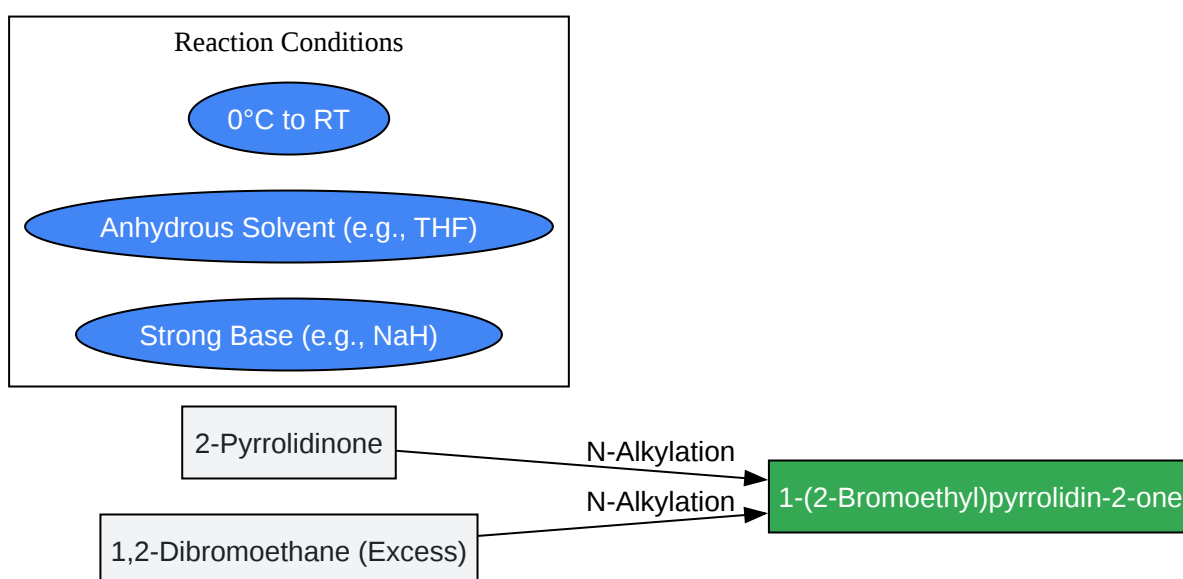 Reaction Conditions
0°C to RT
Anhydrous Solvent (e.g., THF)
Strong Base (e.g., NaH)
2-Pyrrolidinone
N-Alkylation
1-(2-Bromoethyl)pyrrolidin-2-one
N-Alkylation
1,2-Dibromoethane (Excess)